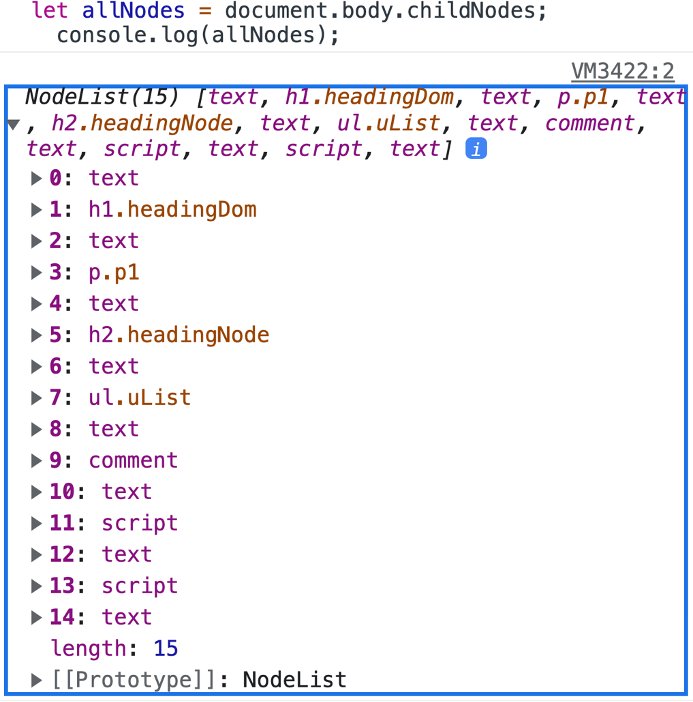 let allNodes = document.body.childNodes;
console.log(allNodes);
VM3422:2
NodeList(15) [text, h1.headingDom, text, p.p1, text
, h2.headingNode, text, ul.uList, text, comment,
text, script, text, script, text] i
0: text
1: h1.headingDom
2: text
3: p.p1
4: text
5: h2.headingNode
6: text
7: ul.uList
8: text
9: comment
10: text
11: script
12: text
13: script
14: text
length: 15
[[Prototype]]: NodeList